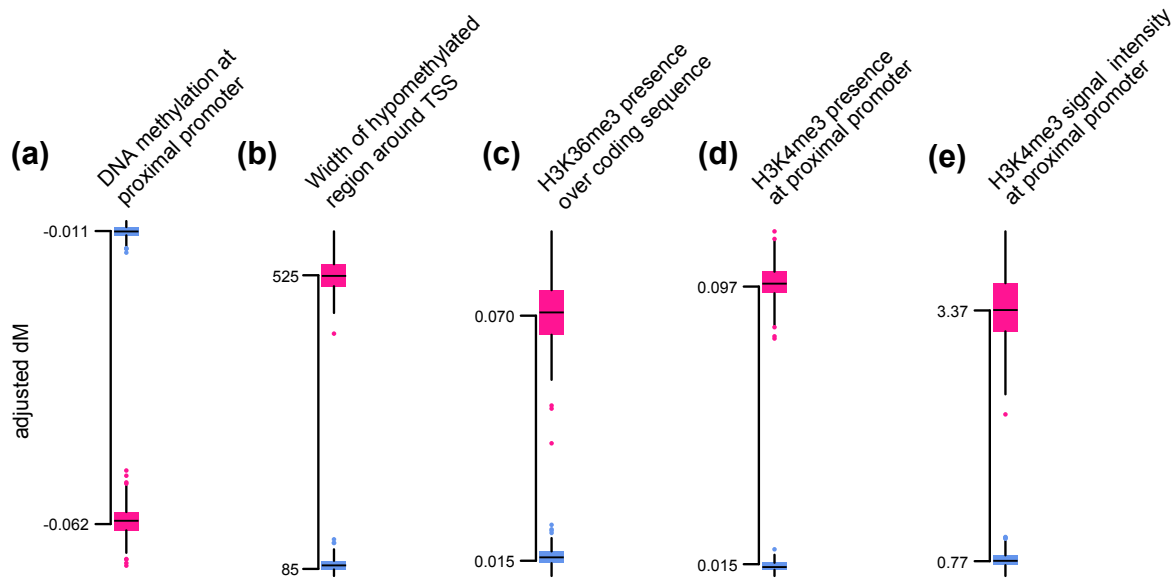 (a)
DNA methylation at
proximal promoter
(b)
Width of hypomethylated
region around TSS
(c)
H3K36me3 presence
over coding sequence
(d)
H3K4me3 presence
at proximal promoter
(e)
H3K4me3 signal intensity
at proximal promoter
adjusted dM
-0.011
-0.062
525
85
0.070
0.015
0.097
0.015
3.37
0.77